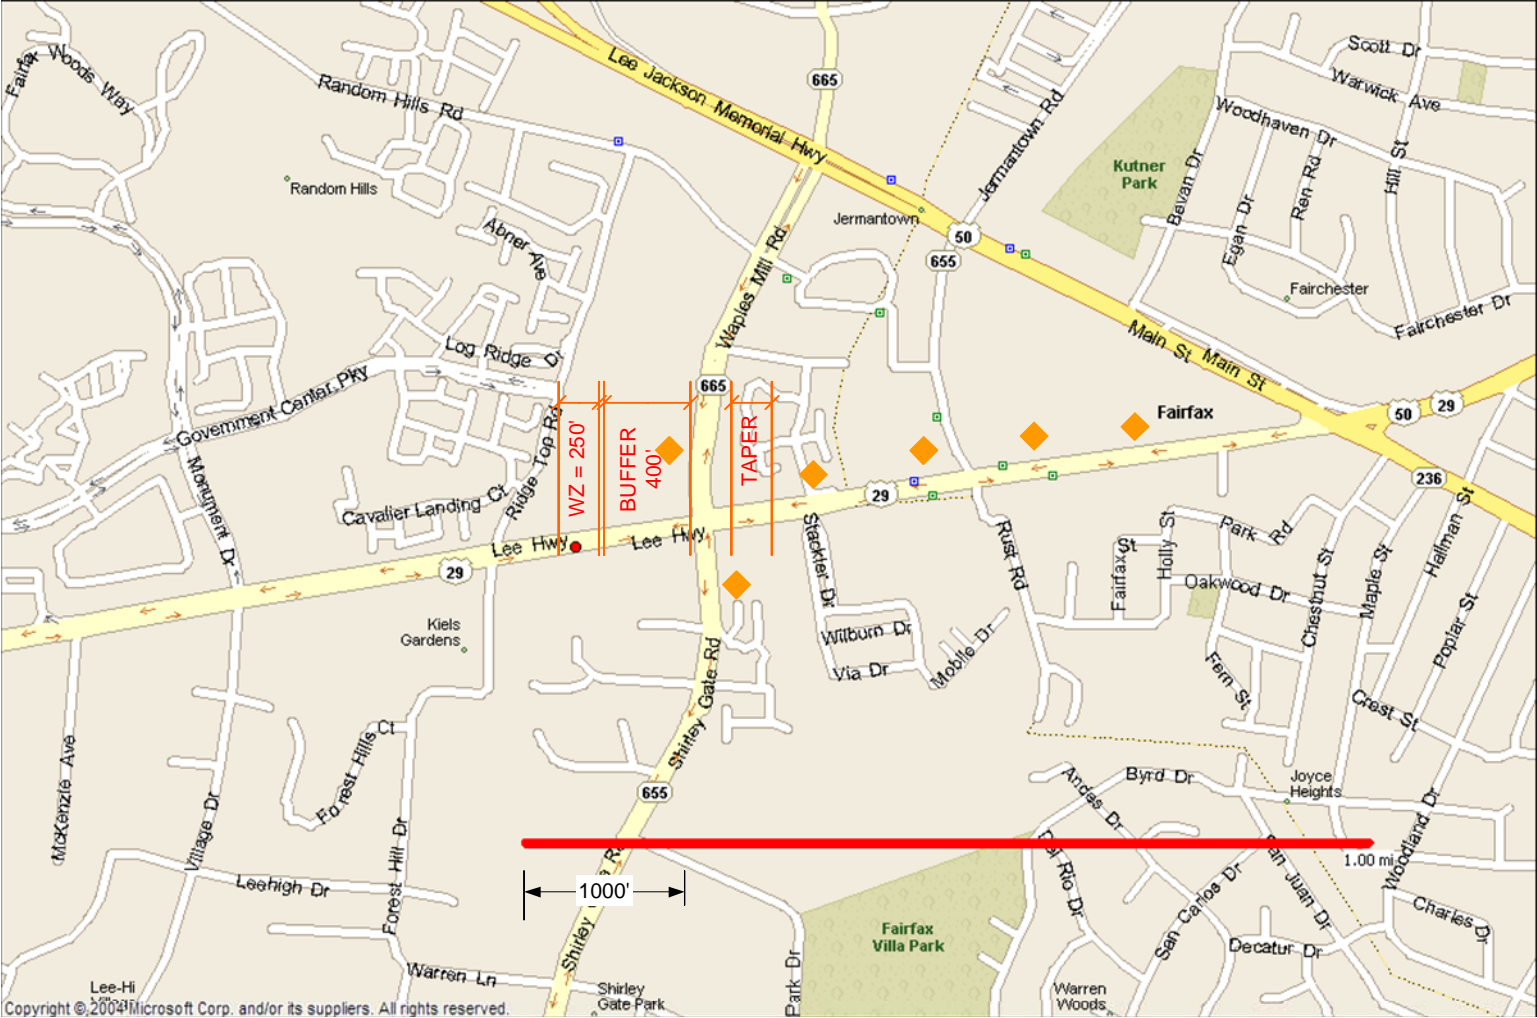 Fairfax Woods Way
Random Hills Rd
Lee Jackson Memorial Hwy
665
Scott Dr
Warwick Ave
Woodhaven Dr
Jermantown Rd
Kutner
Park
Bevan Dr
Hill St
Ren Rd
Egan Dr
Random Hills
Jermantown
50
655
Abner Ave
Waples Mill Rd
Fairchester
Fairchester Dr
Main St
Main St
Log Ridge Dr
Government Center Pky
665
50
29
Fairfax
WZ = 250'
BUFFER
400'
TAPER
Ridge Top Rd
Monument Dr
Cavalier Landing Ct
29
236
Lee Hwy
Lee Hwy
29
Stackler Dr
Rust Rd
Fairfax St
Holly St
Park Rd
Oakwood Dr
Chestnut St
Maple St
Hallman St
Poplar St
Kiels
Gardens
Wilburn Dr
Via Dr
Mobile Dr
Fern St
Crest St
Shirley Gate Rd
McKenzie Ave
Forest Hills Ct
Village Dr
655
Byrd Dr
Andes Dr
Joyce
Heights
1.00 mi
Woodland Dr
Leehigh Dr
Forest Hill Dr
1000'
Del Rio Dr
San Carlos Dr
San Juan Dr
Charles Dr
Decatur Dr
Fairfax
Villa Park
Park Dr
Warren Ln
Shirley
Gate Park
Warren
Woods
Lee-Hi
Village
Copyright © 2004 Microsoft Corp. and/or its suppliers. All rights reserved.